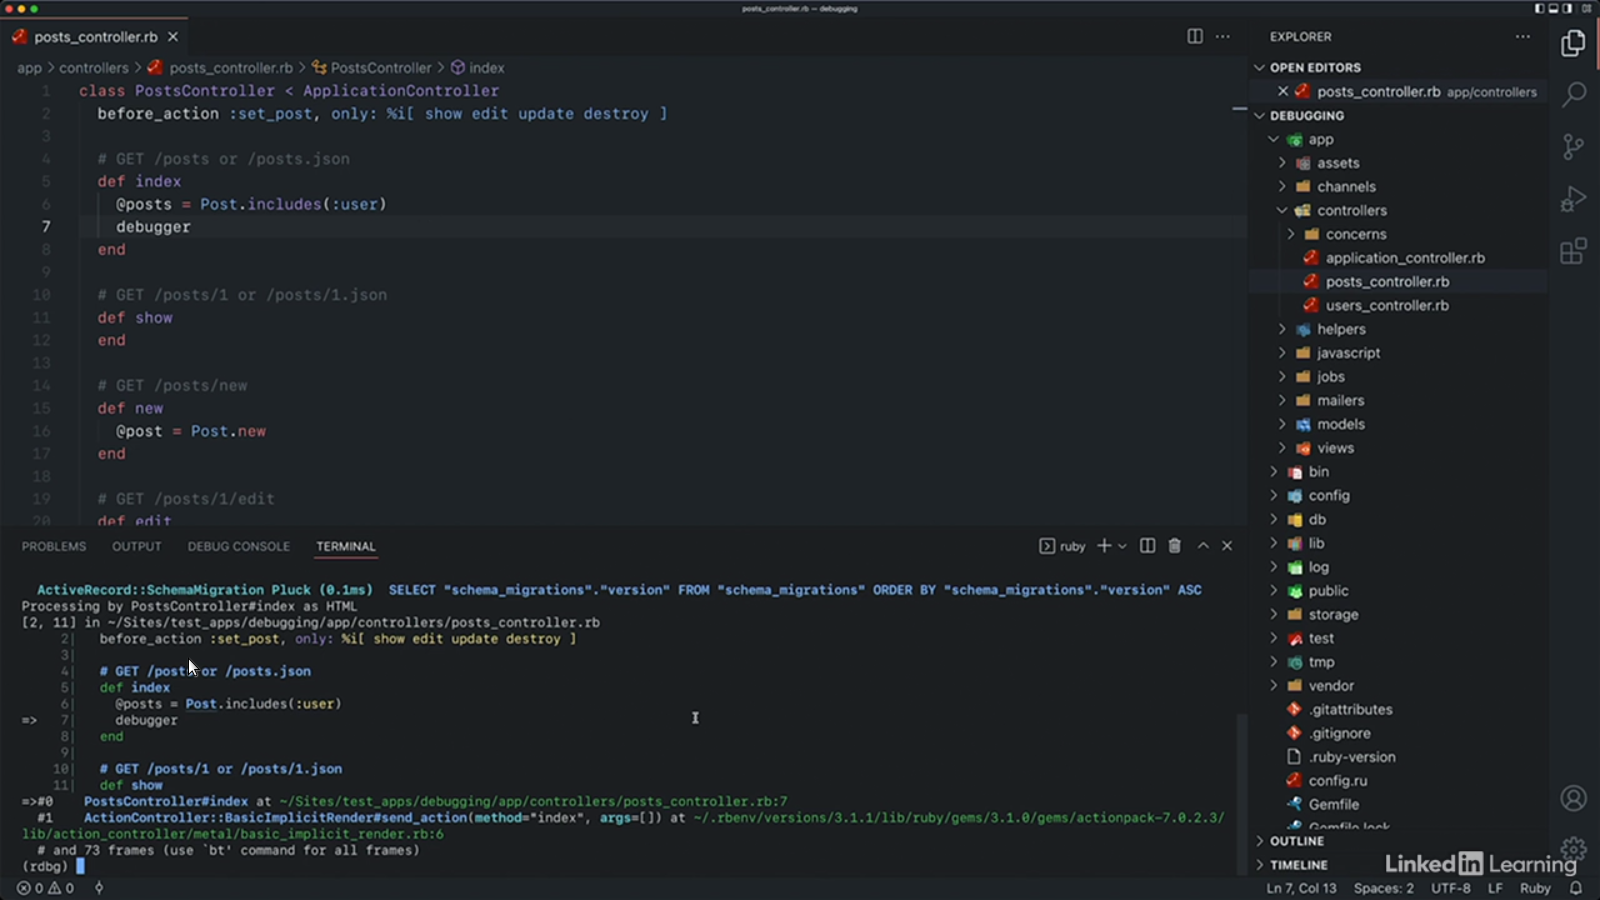 posts_controller.rb — debugging
posts_controller.rb
app > controllers > posts_controller.rb > PostsController > index
1 class PostsController < ApplicationController
2 before_action :set_post, only: %i[ show edit update destroy ]
3
4 # GET /posts or /posts.json
5 def index
6 @posts = Post.includes(:user)
7 debugger
8 end
9
10 # GET /posts/1 or /posts/1.json
11 def show
12 end
13
14 # GET /posts/new
15 def new
16 @post = Post.new
17 end
18
19 # GET /posts/1/edit
20 def edit
PROBLEMS OUTPUT DEBUG CONSOLE TERMINAL
ruby
ActiveRecord::SchemaMigration Pluck (0.1ms) SELECT "schema_migrations"."version" FROM "schema_migrations" ORDER BY "schema_migrations"."version" ASC
Processing by PostsController#index as HTML
[2, 11] in ~/Sites/test_apps/debugging/app/controllers/posts_controller.rb
2| before_action :set_post, only: %i[ show edit update destroy ]
3|
4| # GET /posts or /posts.json
5| def index
6| @posts = Post.includes(:user)
=> 7| debugger
8| end
9|
10| # GET /posts/1 or /posts/1.json
11| def show
=>#0 PostsController#index at ~/Sites/test_apps/debugging/app/controllers/posts_controller.rb:7
#1 ActionController::BasicImplicitRender#send_action(method="index", args=[]) at ~/.rbenv/versions/3.1.1/lib/ruby/gems/3.1.0/gems/actionpack-7.0.2.3/
lib/action_controller/metal/basic_implicit_render.rb:6
# and 73 frames (use `bt' command for all frames)
(rdbg)
0 0
EXPLORER
OPEN EDITORS
posts_controller.rb app/controllers
DEBUGGING
app
assets
channels
controllers
concerns
application_controller.rb
posts_controller.rb
users_controller.rb
helpers
javascript
jobs
mailers
models
views
bin
config
db
lib
log
public
storage
test
tmp
vendor
.gitattributes
.gitignore
.ruby-version
config.ru
Gemfile
Gemfile.lock
OUTLINE
TIMELINE
LinkedIn Learning
Ln 7, Col 13 Spaces: 2 UTF-8 LF Ruby